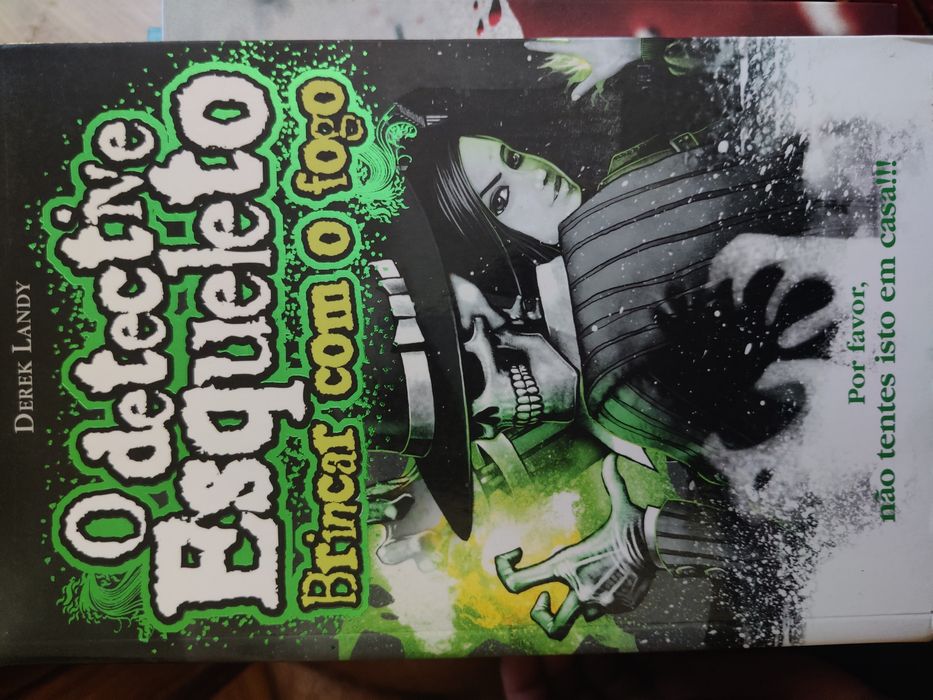 DEREK LANDY
O detective
Esqueleto
Brincar com o fogo
Por favor,
não tentes isto em casa!!!